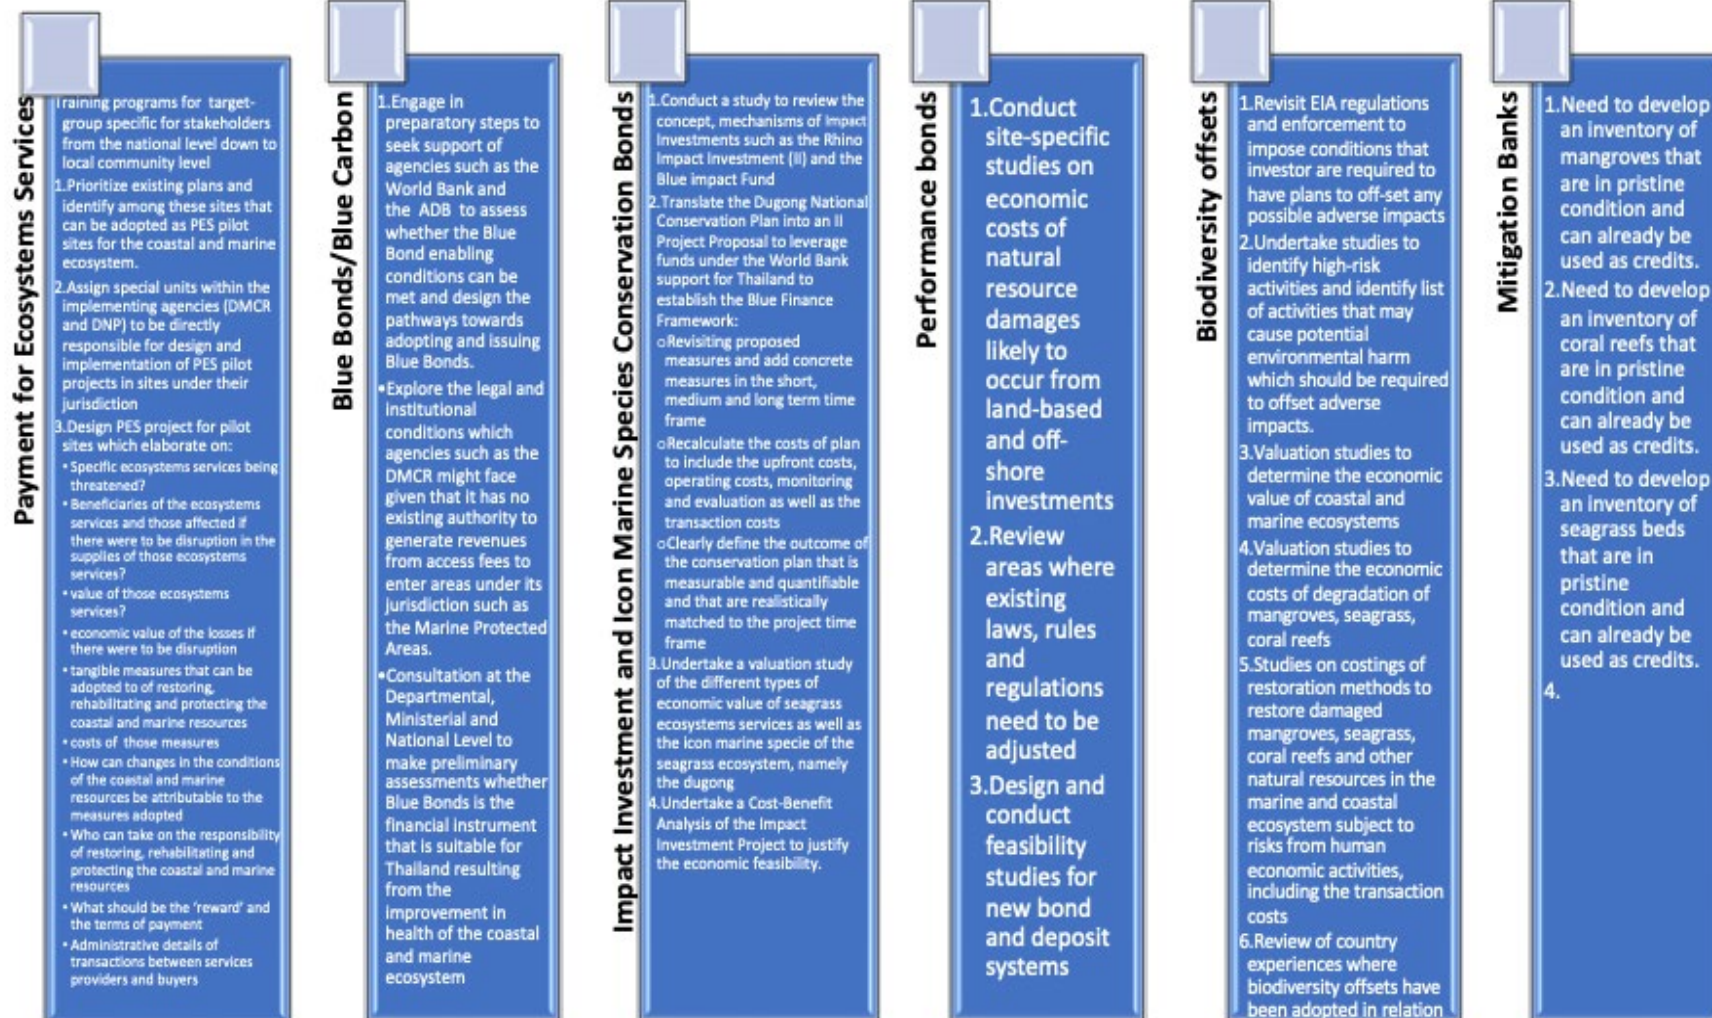 Payment for Ecosystems Services
Training programs for target-
group specific for stakeholders
from the national level down to
local community level
1.Prioritize existing plans and
identify among these sites that
can be adopted as PES pilot
sites for the coastal and marine
ecosystem.
2.Assign special units within the
implementing agencies (DMCR
and DNP) to be directly
responsible for design and
implementation of PES pilot
projects in sites under their
jurisdiction
3.Design PES project for pilot
sites which elaborate on:
• Specific ecosystems services being
threatened?
• Beneficiaries of the ecosystems
services and those affected if
there were to be disruption in the
supplies of those ecosystems
services?
• value of those ecosystems
services?
• economic value of the losses if
there were to be disruption
• tangible measures that can be
adopted to of restoring,
rehabilitating and protecting the
coastal and marine resources
• costs of those measures
• How can changes in the conditions
of the coastal and marine
resources be attributable to the
measures adopted
• Who can take on the responsibility
of restoring, rehabilitating and
protecting the coastal and marine
resources
• What should be the 'reward' and
the terms of payment
• Administrative details of
transactions between services
providers and buyers
Blue Bonds/Blue Carbon
1.Engage in
preparatory steps to
seek support of
agencies such as the
World Bank and
the ADB to assess
whether the Blue
Bond enabling
conditions can be
met and design the
pathways towards
adopting and issuing
Blue Bonds.
•Explore the legal and
institutional
conditions which
agencies such as the
DMCR might face
given that it has no
existing authority to
generate revenues
from access fees to
enter areas under its
jurisdiction such as
the Marine Protected
Areas.
•Consultation at the
Departmental,
Ministerial and
National Level to
make preliminary
assessments whether
Blue Bonds is the
financial instrument
that is suitable for
Thailand resulting
from the
improvement in
health of the coastal
and marine
ecosystem
Impact Investment and Icon Marine Species Conservation Bonds
1.Conduct a study to review the
concept, mechanisms of Impact
Investments such as the Rhino
Impact Investment (II) and the
Blue impact Fund
2.Translate the Dugong National
Conservation Plan into an II
Project Proposal to leverage
funds under the World Bank
support for Thailand to
establish the Blue Finance
Framework:
oRevisiting proposed
measures and add concrete
measures in the short,
medium and long term time
frame
oRecalculate the costs of plan
to include the upfront costs,
operating costs, monitoring
and evaluation as well as the
transaction costs
oClearly define the outcome of
the conservation plan that is
measurable and quantifiable
and that are realistically
matched to the project time
frame
3.Undertake a valuation study
of the different types of
economic value of seagrass
ecosystems services as well as
the icon marine specie of the
seagrass ecosystem, namely
the dugong
4.Undertake a Cost-Benefit
Analysis of the Impact
Investment Project to justify
the economic feasibility.
Performance bonds
1.Conduct
site-specific
studies on
economic
costs of
natural
resource
damages
likely to
occur from
land-based
and off-
shore
investments
2.Review
areas where
existing
laws, rules
and
regulations
need to be
adjusted
3.Design and
conduct
feasibility
studies for
new bond
and deposit
systems
Biodiversity offsets
1.Revisit EIA regulations
and enforcement to
impose conditions that
investor are required to
have plans to off-set any
possible adverse impacts
2.Undertake studies to
identify high-risk
activities and identify list
of activities that may
cause potential
environmental harm
which should be required
to offset adverse
impacts.
3.Valuation studies to
determine the economic
value of coastal and
marine ecosystems
4.Valuation studies to
determine the economic
costs of degradation of
mangroves, seagrass,
coral reefs
5.Studies on costings of
restoration methods to
restore damaged
mangroves, seagrass,
coral reefs and other
natural resources in the
marine and coastal
ecosystem subject to
risks from human
economic activities,
including the transaction
costs
6.Review of country
experiences where
biodiversity offsets have
been adopted in relation
Mitigation Banks
1.Need to develop
an inventory of
mangroves that
are in pristine
condition and
can already be
used as credits.
2.Need to develop
an inventory of
coral reefs that
are in pristine
condition and
can already be
used as credits.
3.Need to develop
an inventory of
seagrass beds
that are in
pristine
condition and
can already be
used as credits.
4.